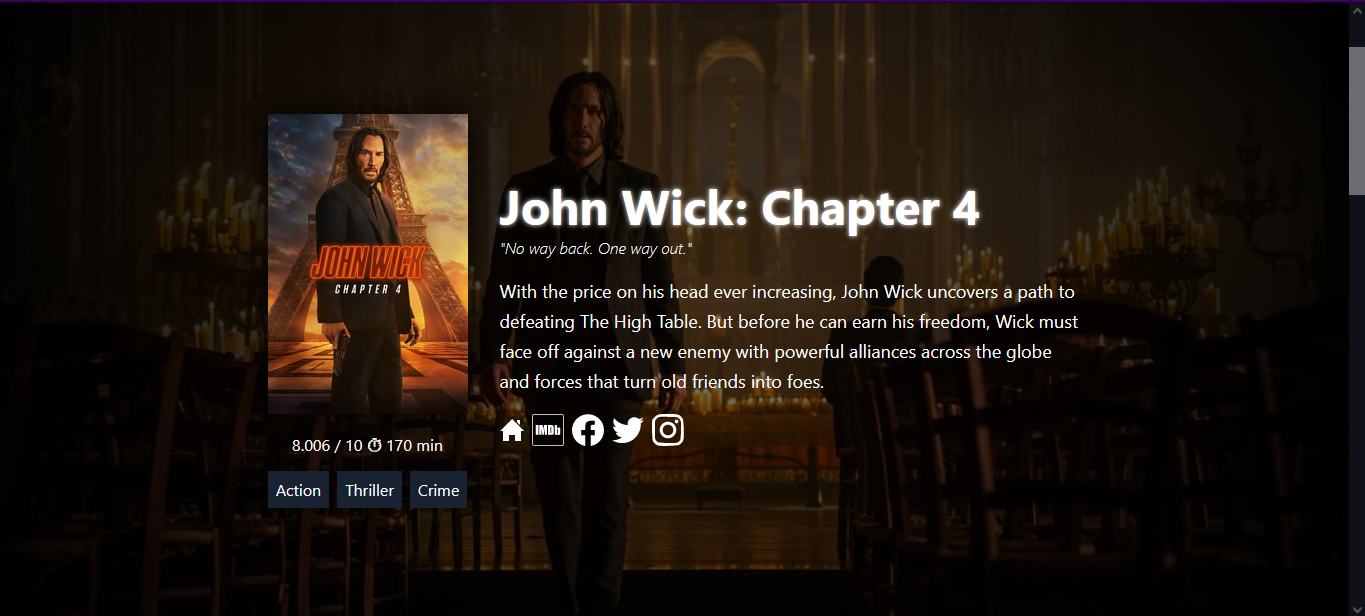 John Wick: Chapter 4
"No way back. One way out."
With the price on his head ever increasing, John Wick uncovers a path to
defeating The High Table. But before he can earn his freedom, Wick must
face off against a new enemy with powerful alliances across the globe
and forces that turn old friends into foes.
IMDb
JOHN WICK
CHAPTER 4
8.006 / 10 170 min
Action Thriller Crime